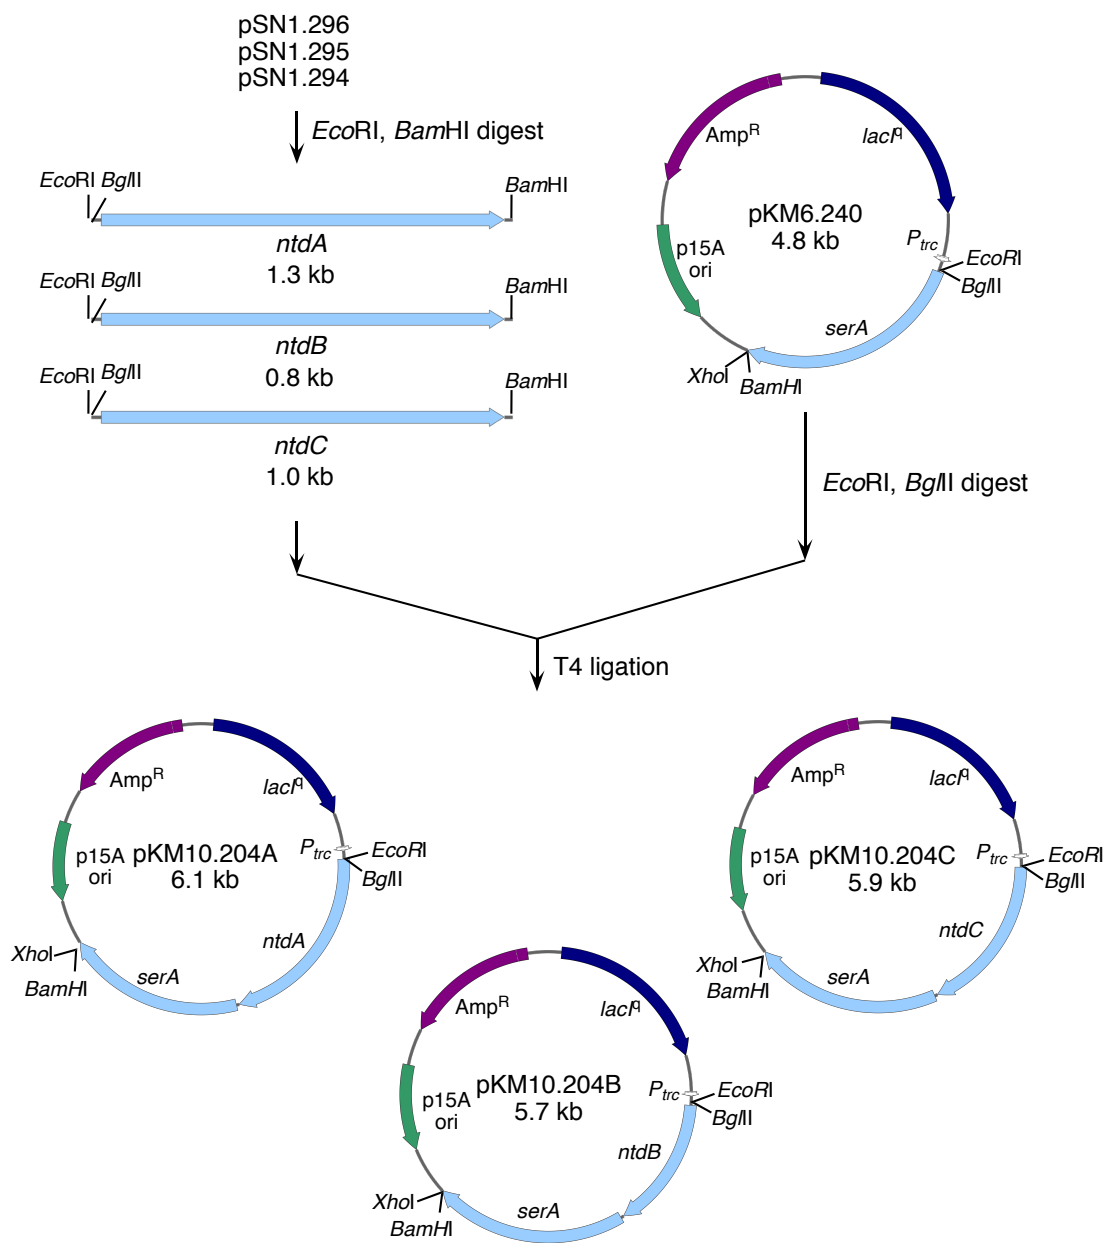 pSN1.296
pSN1.295
pSN1.294
EcoRI, BamHI digest
EcoRI BglII
BamHI
ntdA
1.3 kb
EcoRI BglII
BamHI
ntdB
0.8 kb
EcoRI BglII
BamHI
ntdC
1.0 kb
AmpR
lacIq
pKM6.240
4.8 kb
p15A
ori
Ptrc
EcoRI
BglII
serA
XhoI
BamHI
EcoRI, BglII digest
T4 ligation
AmpR
lacIq
p15A
ori
pKM10.204A
6.1 kb
Ptrc
EcoRI
BglII
ntdA
serA
XhoI
BamHI
AmpR
lacIq
p15A
ori
pKM10.204C
5.9 kb
Ptrc
EcoRI
BglII
ntdC
serA
XhoI
BamHI
AmpR
lacIq
p15A
ori
pKM10.204B
5.7 kb
Ptrc
EcoRI
BglII
ntdB
serA
XhoI
BamHI